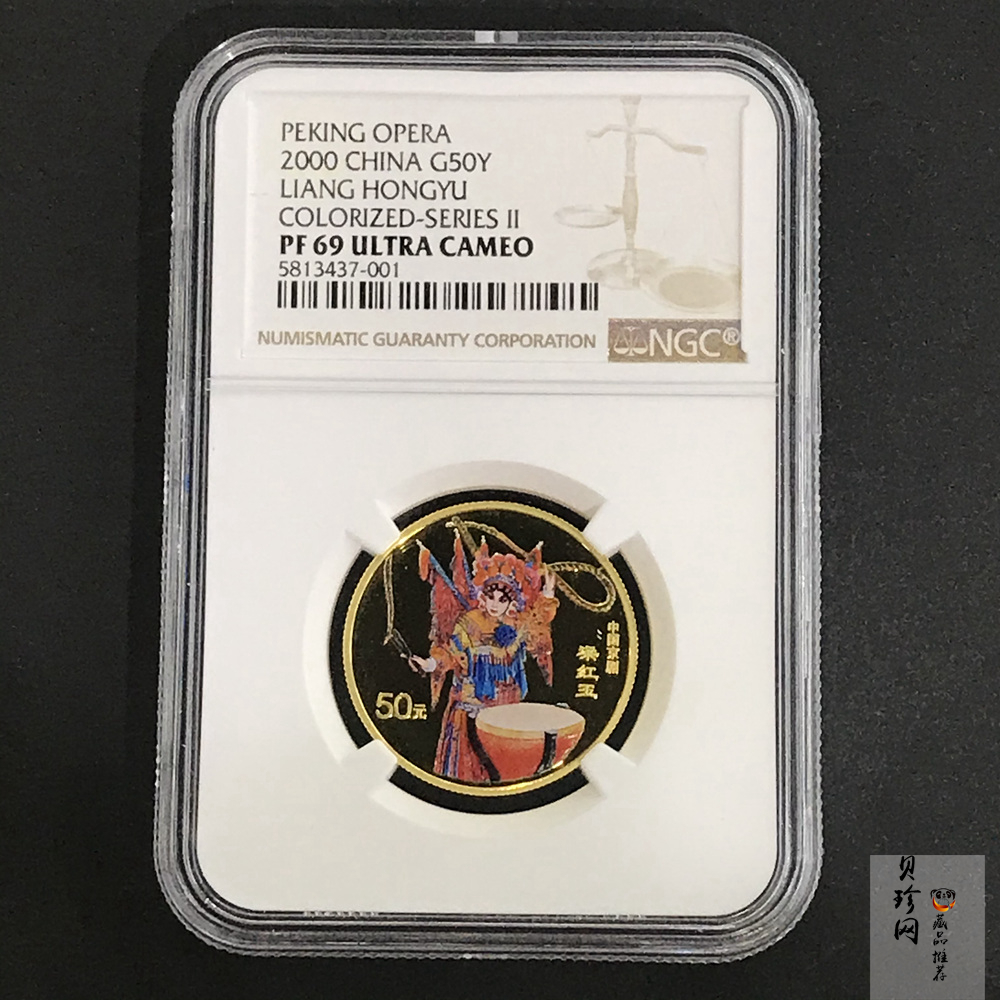 PEKING OPERA
2000 CHINA G50Y
LIANG HONGYU
COLORIZED-SERIES II
PF 69 ULTRA CAMEO
5813437-001
NUMISMATIC GUARANTY CORPORATION
NGC®
中国京剧
梁红玉
50元
贝珍网
藏品推荐